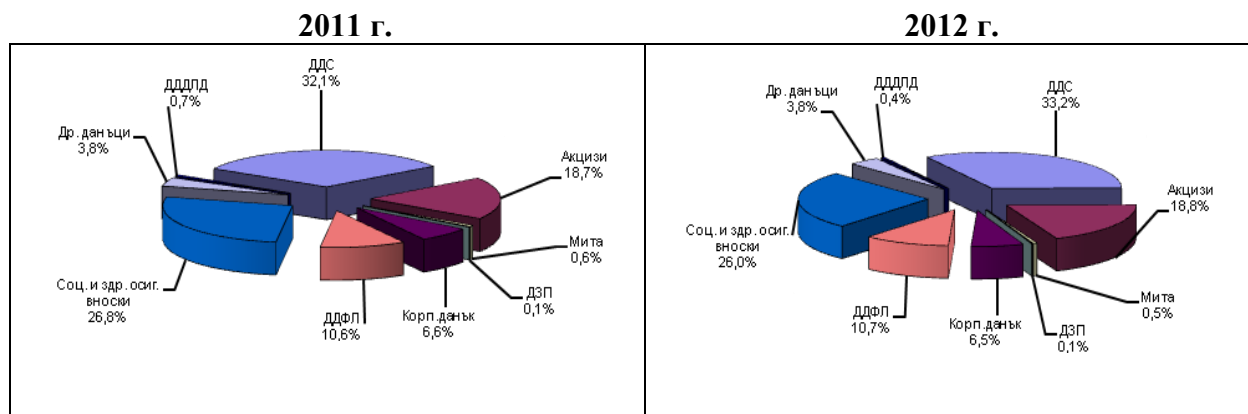 2011 г.
2012 г.
ДДС
32,1%
ДДДПД
0,7%
Др. данъци
3,8%
Акцизи
18,7%
Мита
0,6%
ДЗП
0,1%
Корп.данък
6,6%
ДДФЛ
10,6%
Соц. и здр. осиг.
вноски
26,8%
ДДС
33,2%
ДДДПД
0,4%
Др. данъци
3,8%
Акцизи
18,8%
Мита
0,5%
ДЗП
0,1%
Корп.данък
6,5%
ДДФЛ
10,7%
Соц. и здр. осиг.
вноски
26,0%